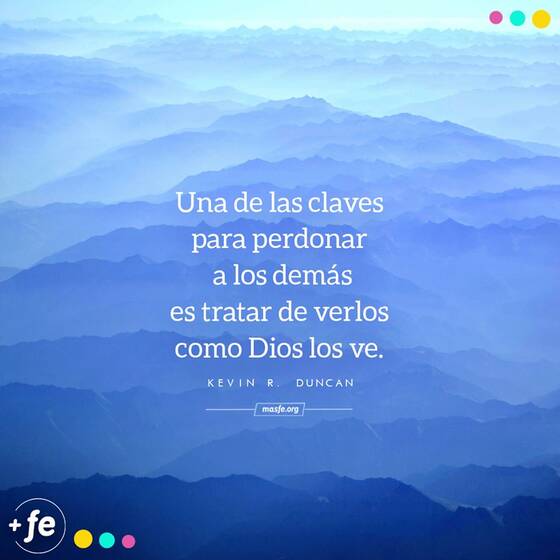 Una de las claves
para perdonar
a los demás
es tratar de verlos
como Dios los ve.
KEVIN R. DUNCAN
masfe.org
+fe